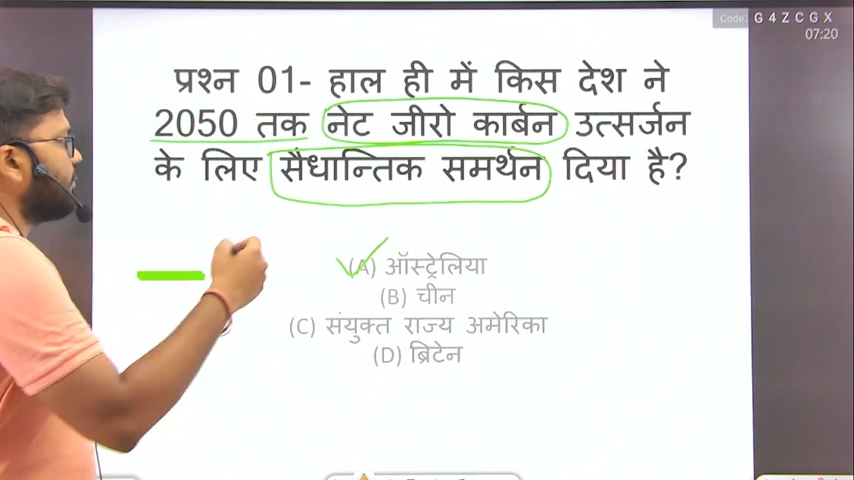 Code: G4ZCGX
07:20
प्रश्न 01- हाल ही में किस देश ने
2050 तक नेट जीरो कार्बन उत्सर्जन
के लिए सैधान्तिक समर्थन दिया है?
(A) ऑस्ट्रेलिया
(B) चीन
(C) संयुक्त राज्य अमेरिका
(D) ब्रिटेन